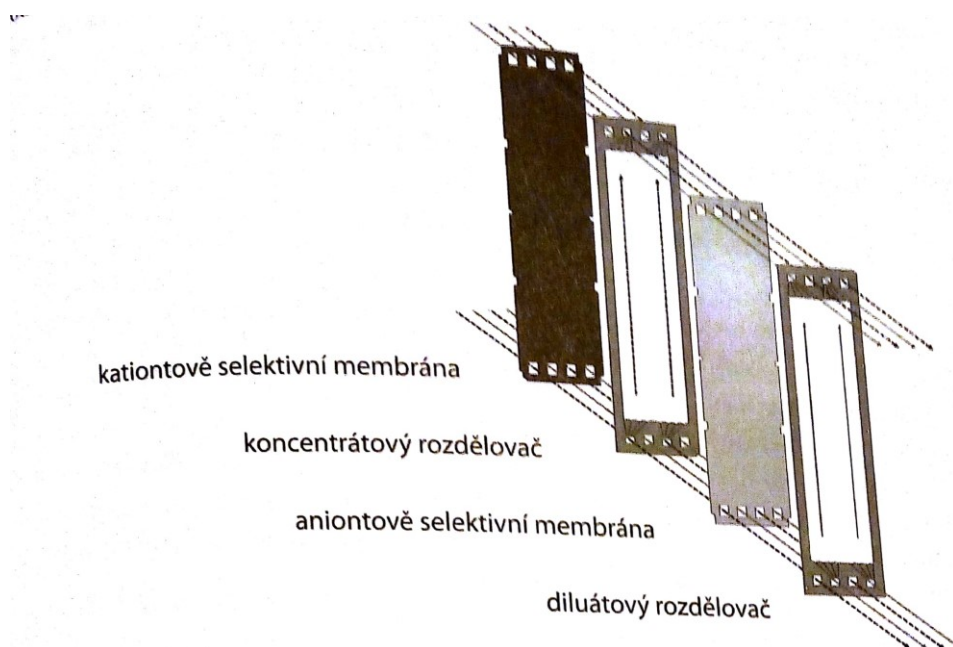 kationtově selektivní membrána
koncentrátový rozdělovač
aniontově selektivní membrána
diluátový rozdělovač